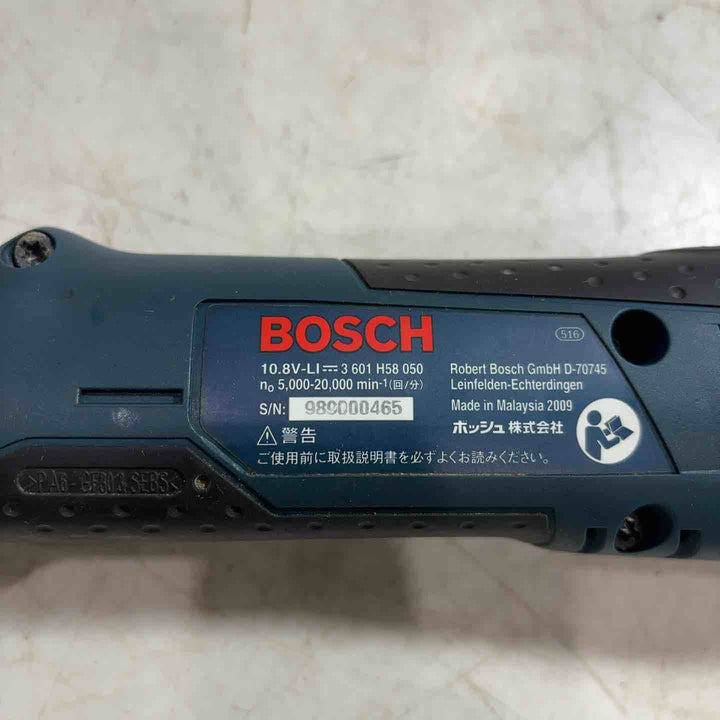 BOSCH
516
10.8V-LI⎓ 3 601 H58 050
n₀ 5,000-20,000 min⁻¹(回/分)
S/N: 989000465
Robert Bosch GmbH D-70745
Leinfelden-Echterdingen
Made in Malaysia 2009
ボッシュ株式会社
警告
ご使用前に取扱説明書を必ずよくお読みください。
>PA6-GF30&SEBS<